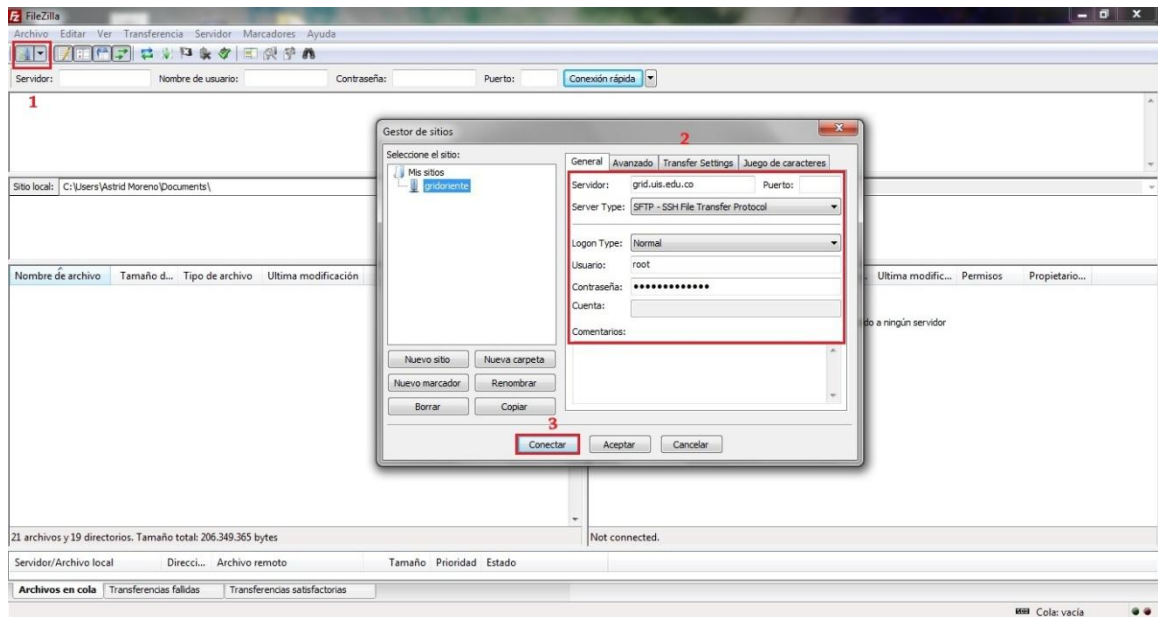 FileZilla
Archivo Editar Ver Transferencia Servidor Marcadores Ayuda
Servidor: Nombre de usuario: Contraseña: Puerto: Conexión rápida
1
Gestor de sitios
2
Seleccione el sitio:
Mis sitios
gridoriente
General Avanzado Transfer Settings Juego de caracteres
Servidor: grid.uis.edu.co Puerto:
Server Type: SFTP - SSH File Transfer Protocol
Logon Type: Normal
Usuario: root
Contraseña: •••••••••••••
Cuenta:
Comentarios:
Nuevo sitio Nueva carpeta
Nuevo marcador Renombrar
Borrar Copiar
3
Conectar Aceptar Cancelar
Sitio local: C:\Users\Astrid Moreno\Documents\
Nombre de archivo Tamaño d... Tipo de archivo Ultima modificación
. Ultima modific... Permisos Propietario...
do a ningún servidor
21 archivos y 19 directorios. Tamaño total: 206.349.365 bytes
Not connected.
Servidor/Archivo local Direcci... Archivo remoto Tamaño Prioridad Estado
Archivos en cola Transferencias fallidas Transferencias satisfactorias
Cola: vacía